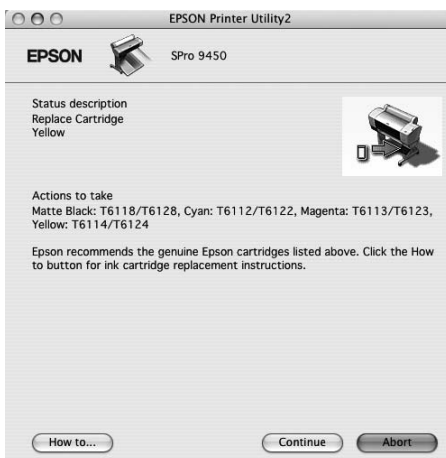 EPSON Printer Utility2
EPSON
SPro 9450
Status description
Replace Cartridge
Yellow
Actions to take
Matte Black: T6118/T6128, Cyan: T6112/T6122, Magenta: T6113/T6123,
Yellow: T6114/T6124
Epson recommends the genuine Epson cartridges listed above. Click the How
to button for ink cartridge replacement instructions.
How to...
Continue
Abort